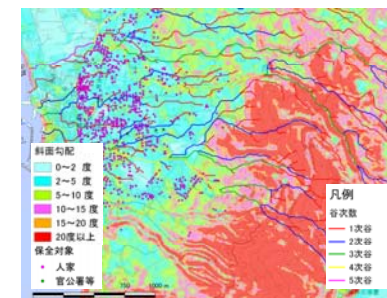 斜面勾配
0～2 度
2～5 度
5～10 度
10～15 度
15～20 度
20度以上
保全対象
人家
官公署等
750
1000 m
凡例
谷次数
1次谷
2次谷
3次谷
4次谷
5次谷